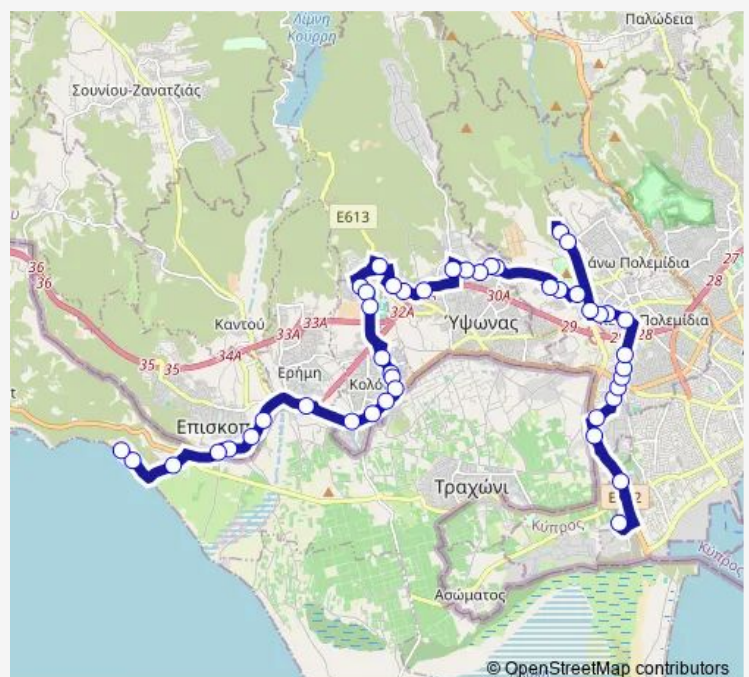 Λίμνη
Κούρρη
Παλώδεια
Σουνίου-Ζανατζιάς
E613
36
36
άνω Πολεμίδια
27
28
30A
Καντού
33A
33A
32A
Ύψωνας
29
28
Πολεμίδια
35
35
34A
Ερήμη
Κολό
Επισκοπ
Τραχώνι
Κύπρος
Κύπρος
Ασώματος
© OpenStreetMap contributors